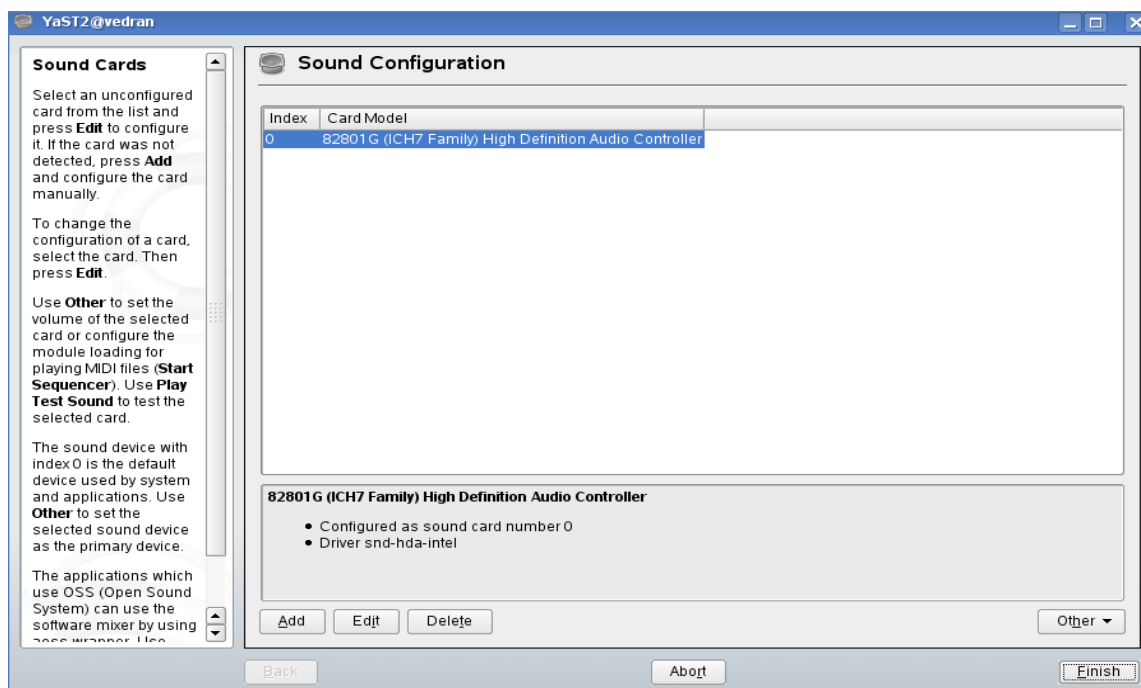 YaST2@vedran
Sound Cards
Select an unconfigured
card from the list and
press Edit to configure
it. If the card was not
detected, press Add
and configure the card
manually.
To change the
configuration of a card,
select the card. Then
press Edit.
Use Other to set the
volume of the selected
card or configure the
module loading for
playing MIDI files (Start
Sequencer). Use Play
Test Sound to test the
selected card.
The sound device with
index 0 is the default
device used by system
and applications. Use
Other to set the
selected sound device
as the primary device.
The applications which
use OSS (Open Sound
System) can use the
software mixer by using
aoss wrapper. Use
Sound Configuration
Index Card Model
0 82801G (ICH7 Family) High Definition Audio Controller
82801G (ICH7 Family) High Definition Audio Controller
• Configured as sound card number 0
• Driver snd-hda-intel
Add Edit Delete Other
Back Abort Finish